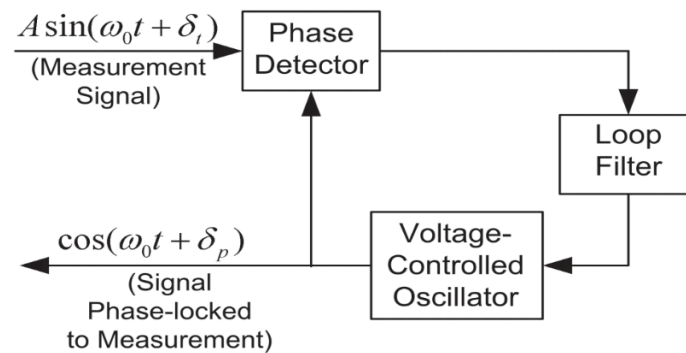 A sin(ω₀t + δₜ)
(Measurement
Signal)
Phase
Detector
Loop
Filter
Voltage-
Controlled
Oscillator
cos(ω₀t + δₚ)
(Signal
Phase-locked
to Measurement)